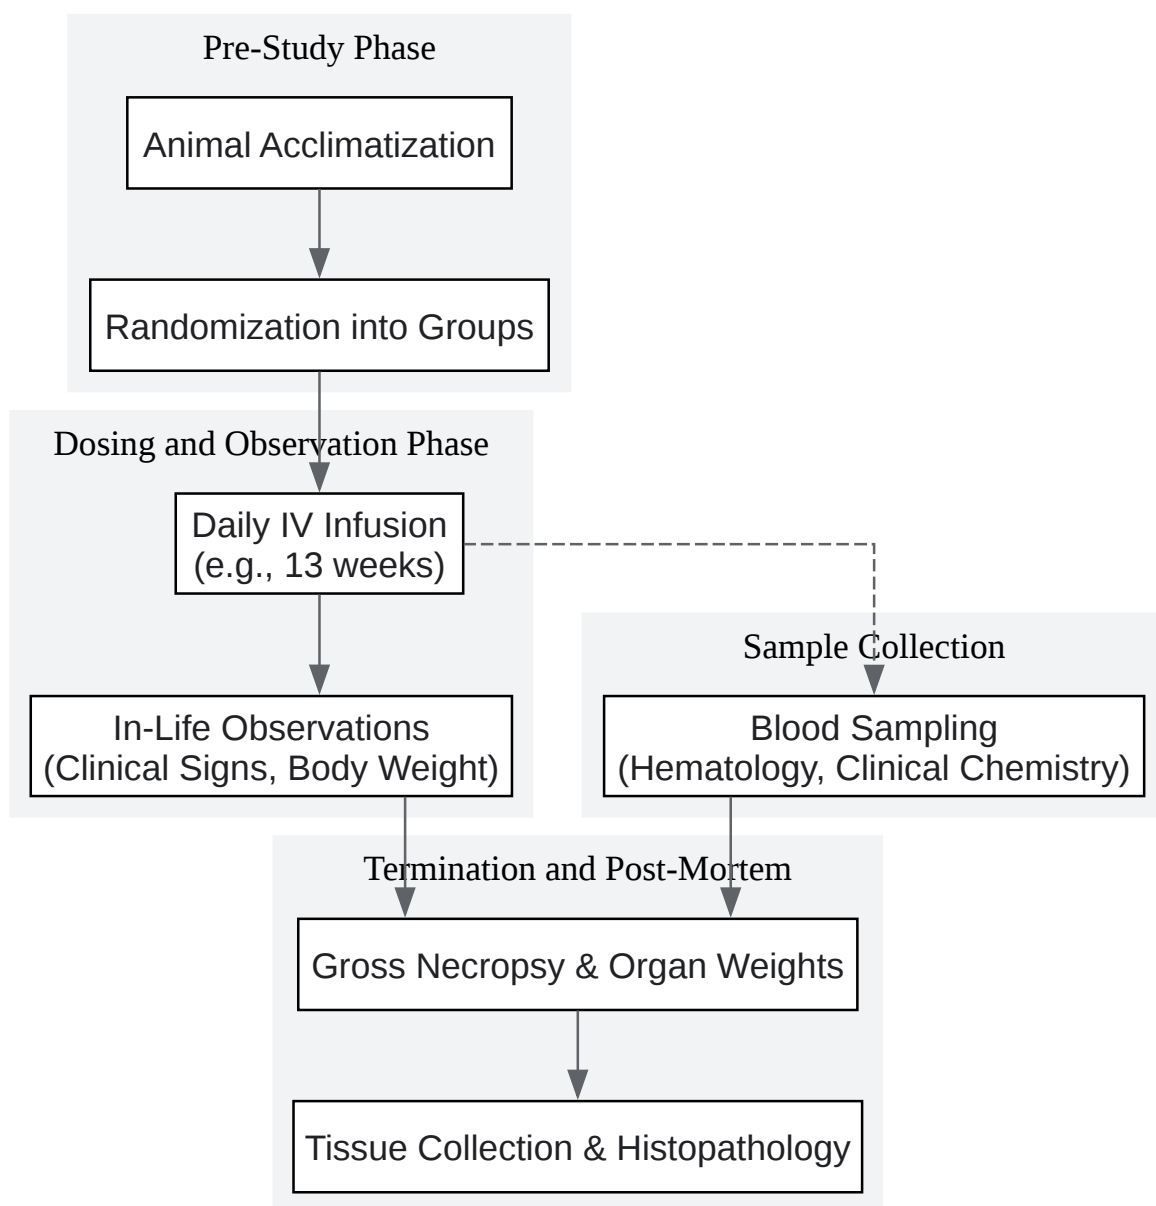 Pre-Study Phase
Animal Acclimatization
Randomization into Groups
Dosing and Observation Phase
Daily IV Infusion
(e.g., 13 weeks)
In-Life Observations
(Clinical Signs, Body Weight)
Sample Collection
Blood Sampling
(Hematology, Clinical Chemistry)
Termination and Post-Mortem
Gross Necropsy & Organ Weights
Tissue Collection & Histopathology